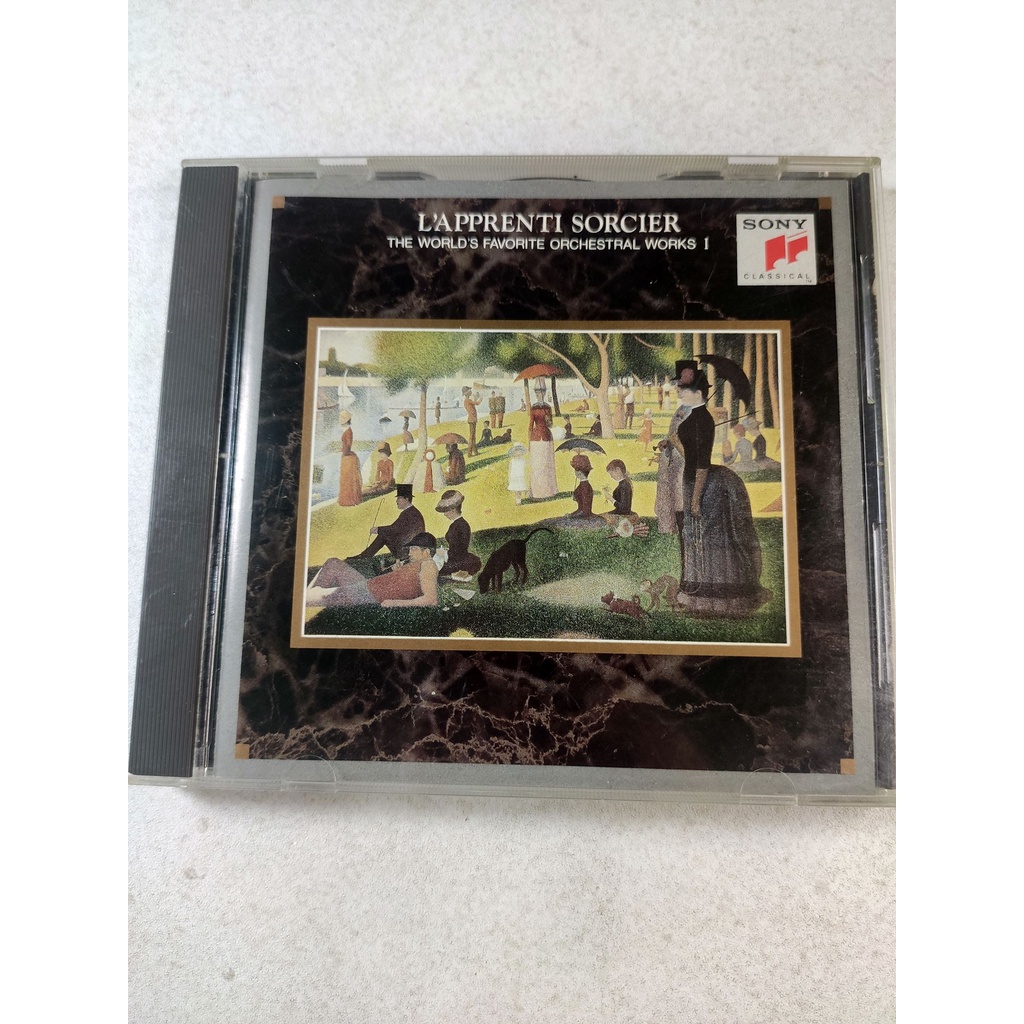 L'APPRENTI SORCIER
THE WORLD'S FAVORITE ORCHESTRAL WORKS 1
SONY
CLASSICAL